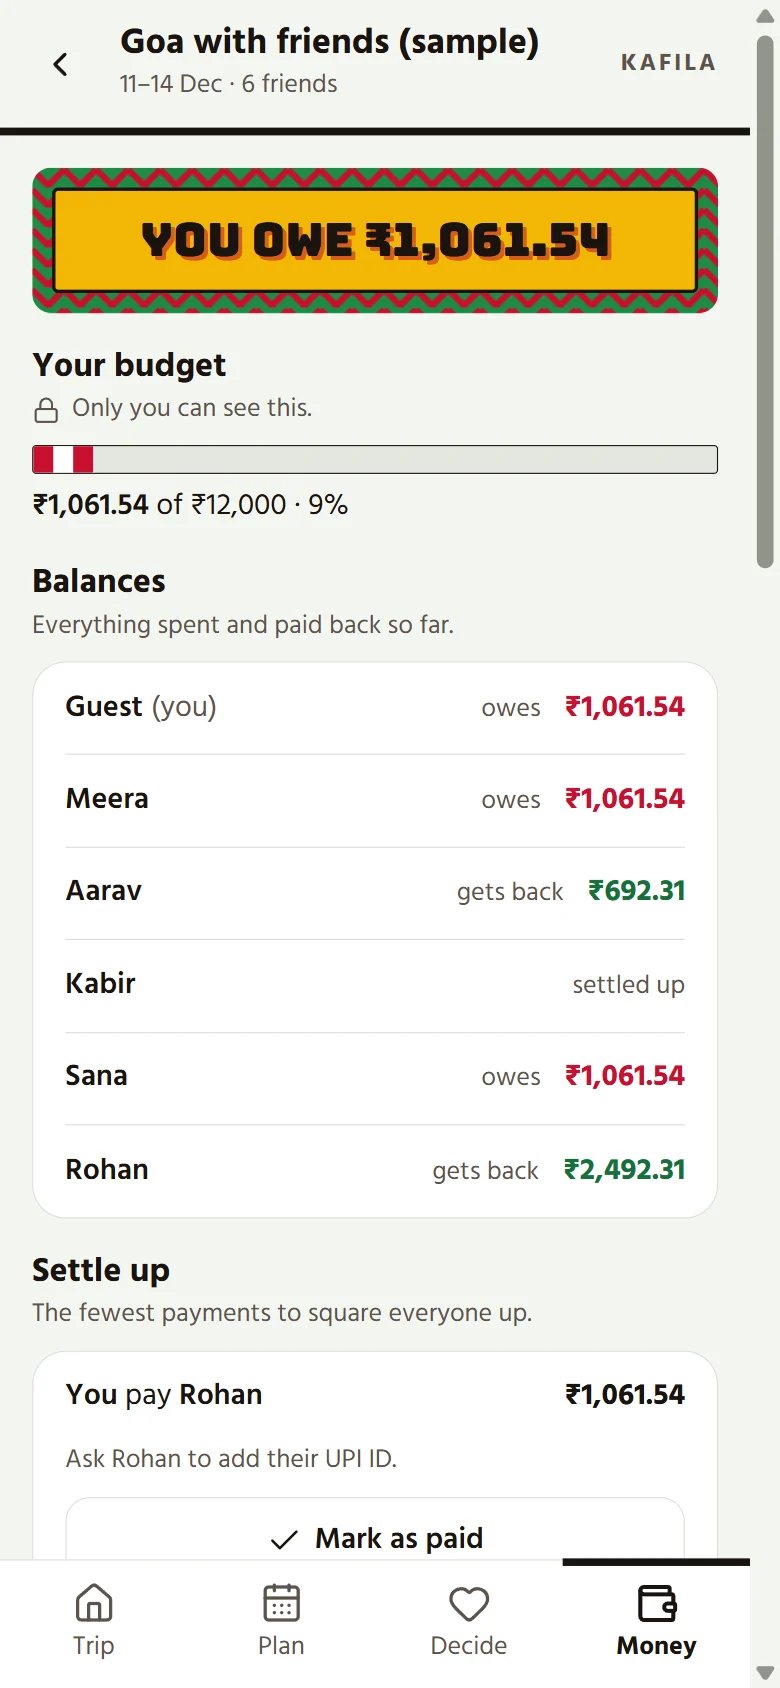 Goa with friends (sample)
11–14 Dec · 6 friends
KAFILA
YOU OWE ₹1,061.54
Your budget
Only you can see this.
₹1,061.54 of ₹12,000 · 9%
Balances
Everything spent and paid back so far.
Guest (you) owes ₹1,061.54
Meera owes ₹1,061.54
Aarav gets back ₹692.31
Kabir settled up
Sana owes ₹1,061.54
Rohan gets back ₹2,492.31
Settle up
The fewest payments to square everyone up.
You pay Rohan ₹1,061.54
Ask Rohan to add their UPI ID.
Mark as paid
Trip Plan Decide Money